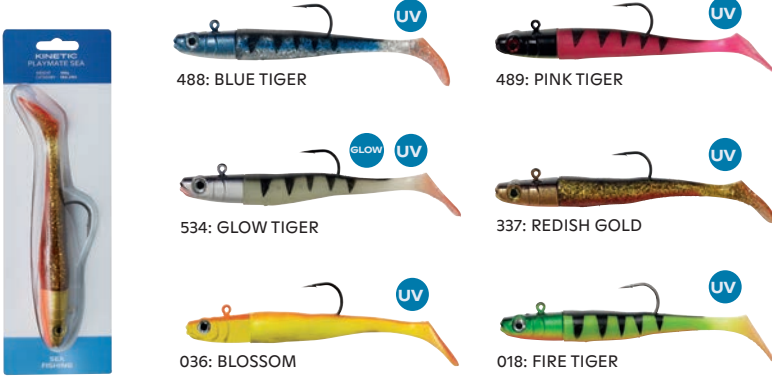 KINETIC
PLAYMATE SEA
SEA
FISHING
UV
488: BLUE TIGER
UV
489: PINK TIGER
GLOW
UV
534: GLOW TIGER
UV
337: REDISH GOLD
UV
036: BLOSSOM
UV
018: FIRE TIGER